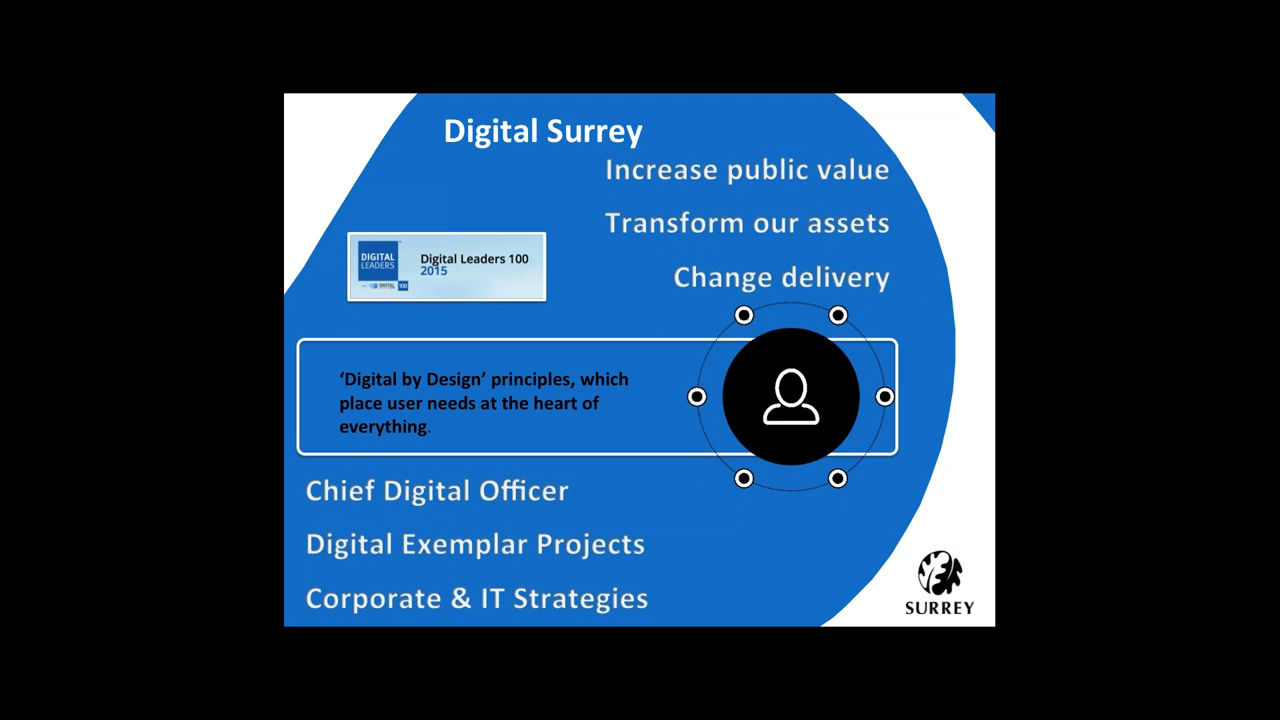 Digital Surrey
Increase public value
Transform our assets
Change delivery
DIGITAL
LEADERS
Digital Leaders 100
2015
DIGITAL
100
‘Digital by Design’ principles, which
place user needs at the heart of
everything.
Chief Digital Officer
Digital Exemplar Projects
Corporate & IT Strategies
SURREY